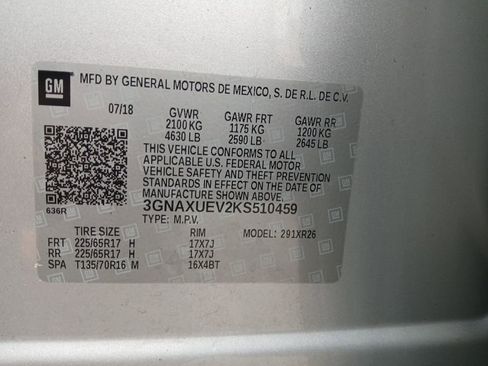 GM
MFD BY GENERAL MOTORS DE MEXICO, S. DE R.L. DE C.V.
07/18 GVWR GAWR FRT GAWR RR
2100 KG 1175 KG 1200 KG
4630 LB 2590 LB 2645 LB
THIS VEHICLE CONFORMS TO ALL
APPLICABLE U.S. FEDERAL MOTOR
VEHICLE SAFETY AND THEFT PREVENTION
STANDARDS IN EFFECT ON THE DATE OF
MANUFACTURE SHOWN ABOVE.
636R 3GNAXUEV2KS510459
TYPE: M.P.V. MODEL: 291XR26
TIRE SIZE RIM
FRT 225/65R17 H 17X7J
RR 225/65R17 H 17X7J
SPA T135/70R16 M 16X4BT